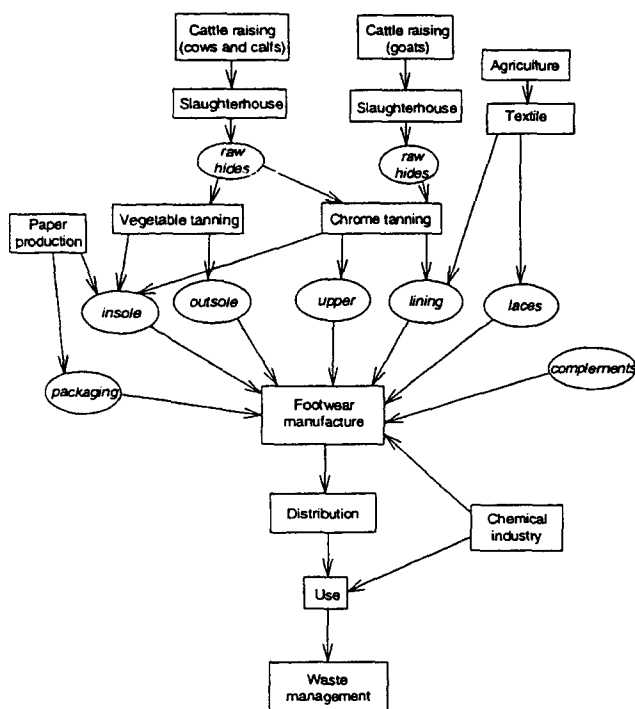 Cattle raising
(cows and calfs)
Cattle raising
(goats)
Agriculture
Slaughterhouse
Slaughterhouse
Textile
raw
hides
raw
hides
Paper
production
Vegetable tanning
Chrome tanning
insole
outsole
upper
lining
laces
packaging
complements
Footwear
manufacture
Distribution
Chemical
industry
Use
Waste
management